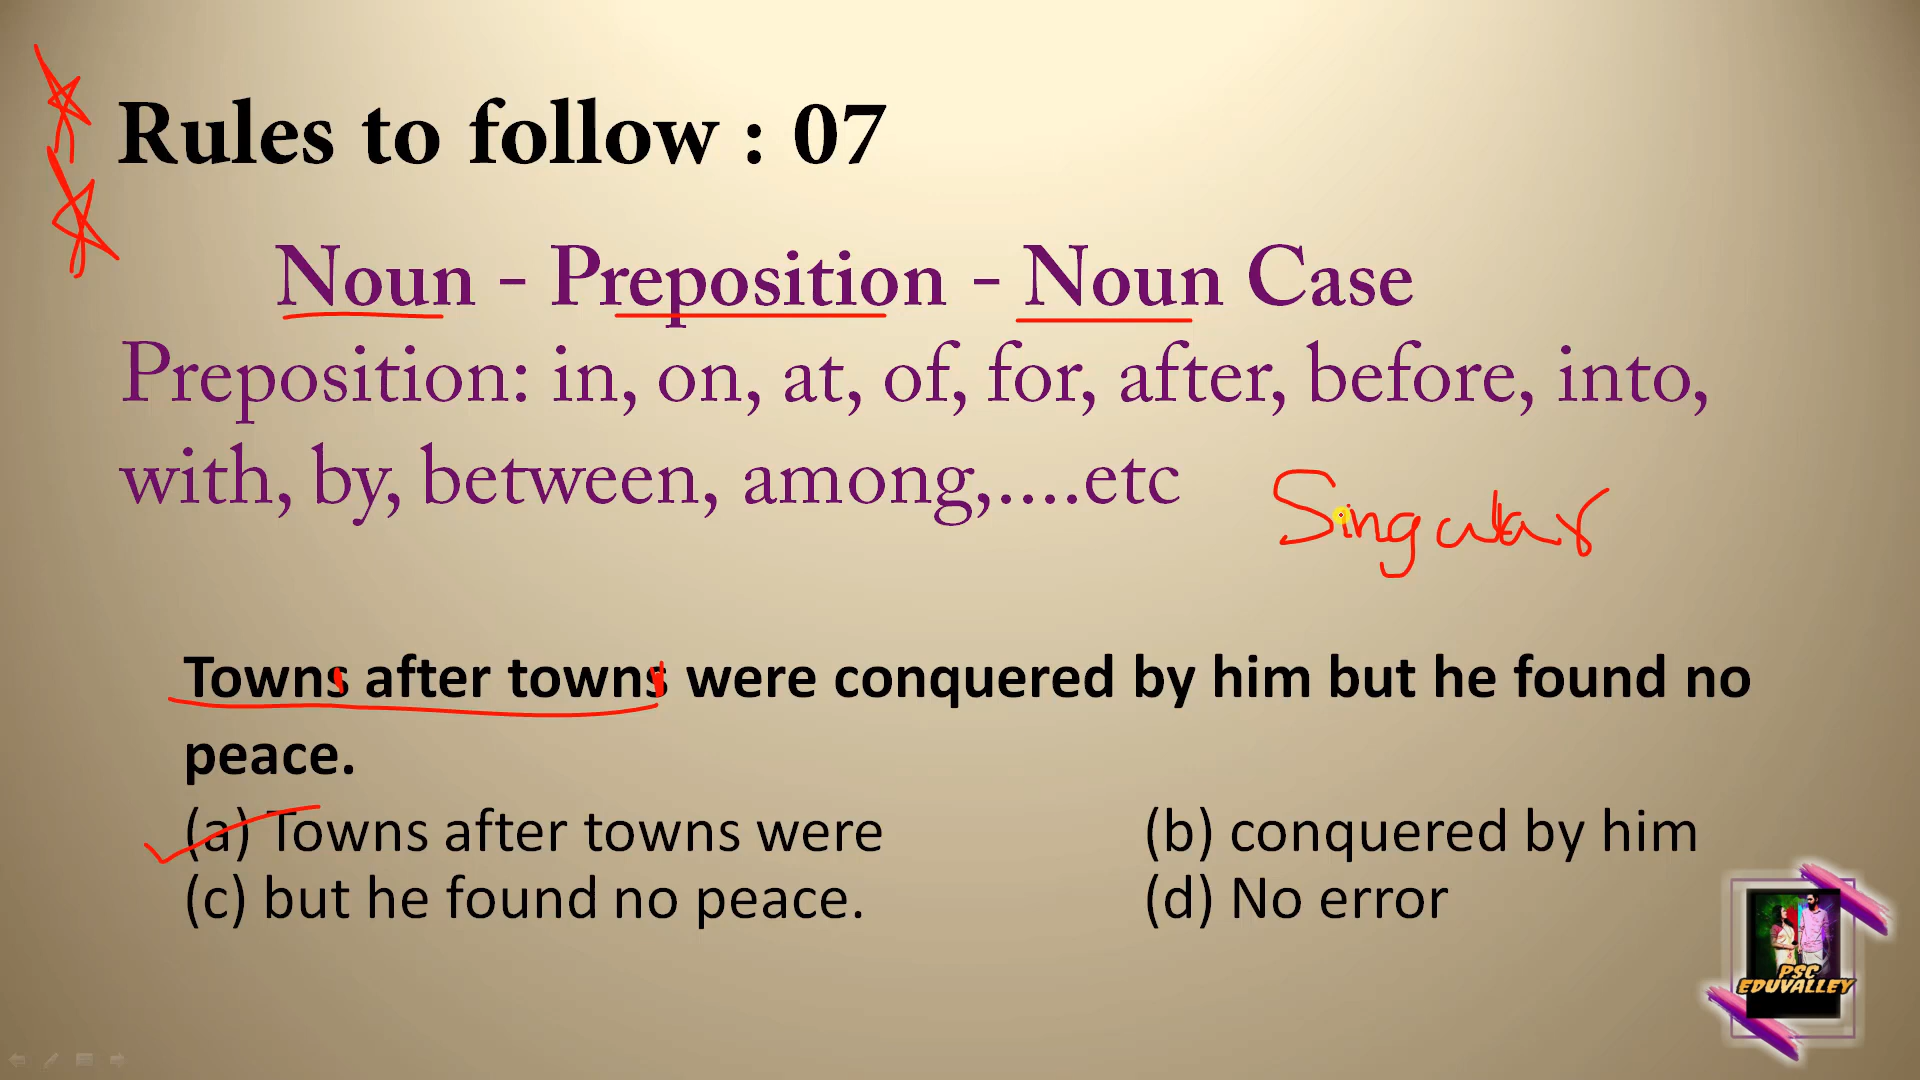 Rules to follow : 07
Noun - Preposition - Noun Case
Preposition: in, on, at, of, for, after, before, into,
with, by, between, among,....etc
Singular
Towns after towns were conquered by him but he found no
peace.
(a) Towns after towns were (b) conquered by him
(c) but he found no peace. (d) No error
PSC
EDUVALLEY